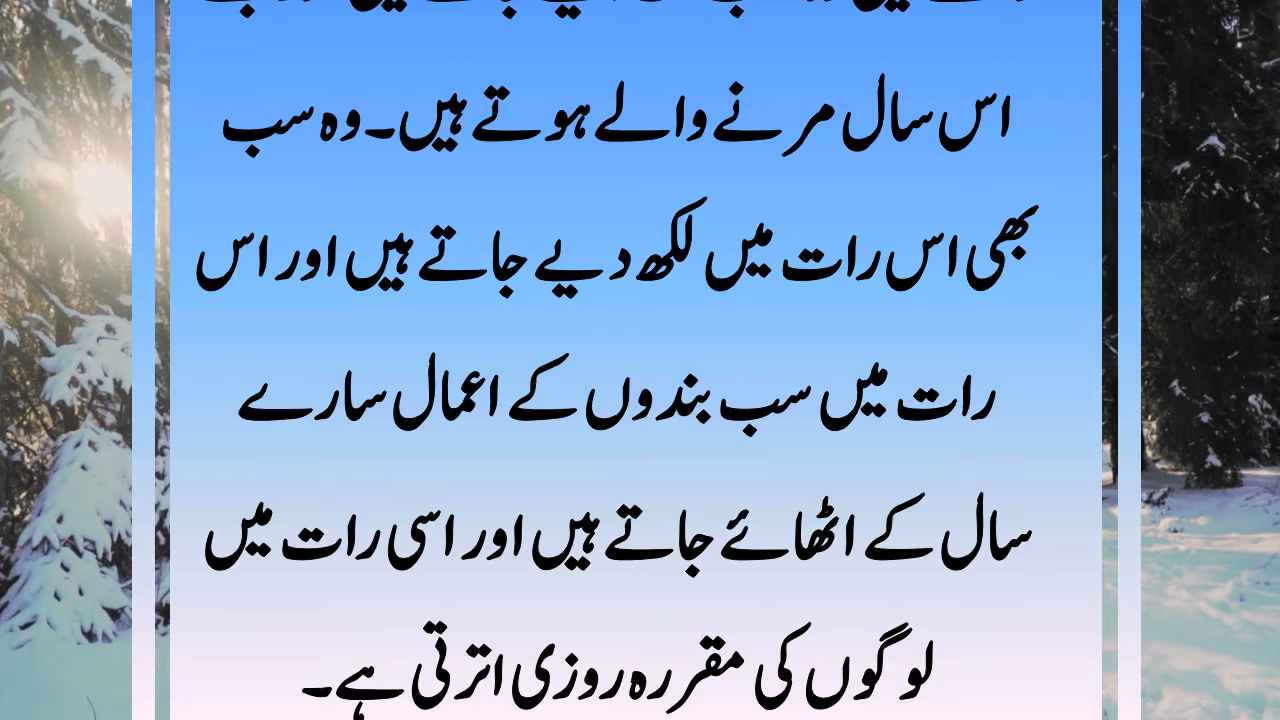 اس سال مرنے والے ہوتے ہیں۔وہ سب
بھی اس رات میں لکھ دیے جاتے ہیں اور اس
رات میں سب بندوں کے اعمال سارے
سال کے اٹھائے جاتے ہیں اور اسی رات میں
لوگوں کی مقررہ روزی اترتی ہے۔